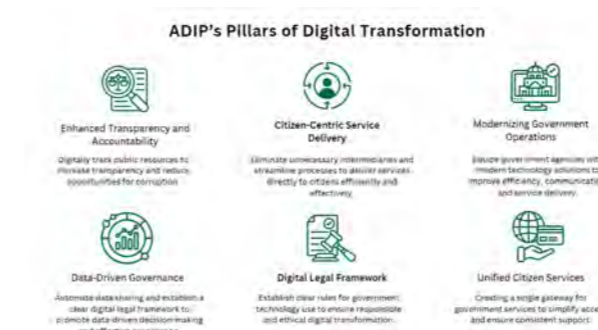 ADIP's Pillars of Digital Transformation
Enhanced Transparency and
Accountability
Digitally track public resources to
increase transparency and reduce
opportunities for corruption
Citizen-Centric Service
Delivery
Eliminate unnecessary intermediaries and
streamline processes to deliver services
directly to citizens efficiently and
effectively
Modernizing Government
Operations
government agencies
modern technology solutions to
improve efficiency,
and service delivery.
Data-Driven Governance
Automate data sharing and establish a
clear digital legal framework to
promote data-driven decision-making
Digital Legal Framework
Establish clear rules for government
technology use to ensure responsible
and ethical digital transformation.
Unified Citizen Services
Creating a single gateway for
government services to simplify
and ensure consistent support.